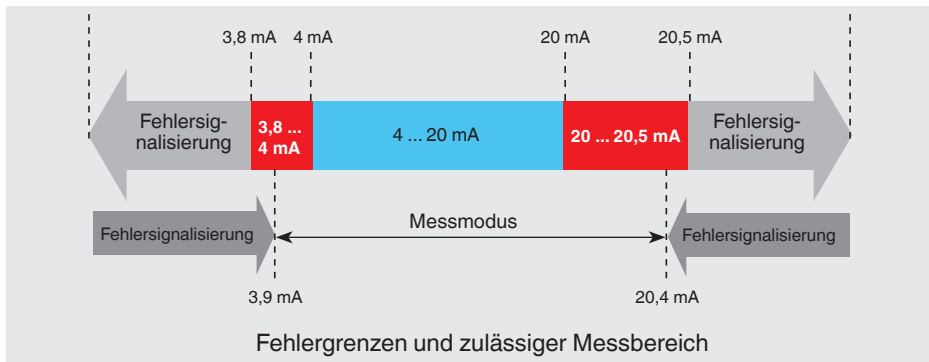 3,8 mA 4 mA 20 mA 20,5 mA
Fehlersig-
nalisierung
3,8 ...
4 mA
4 ... 20 mA
20 ... 20,5 mA
Fehlersig-
nalisierung
Fehlersignalisierung
Messmodus
Fehlersignalisierung
3,9 mA 20,4 mA
Fehlergrenzen und zulässiger Messbereich